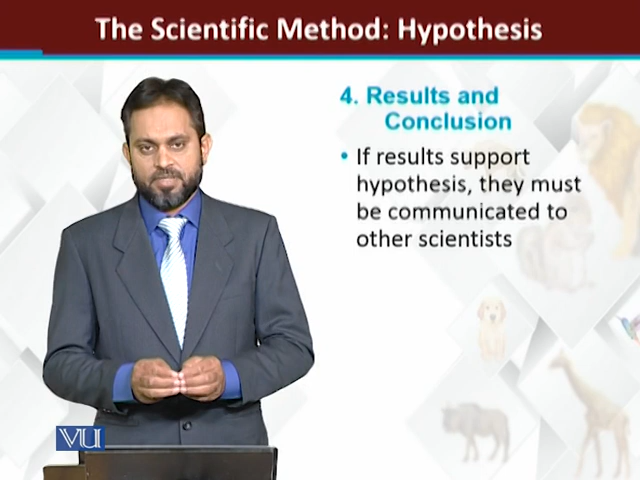 The Scientific Method: Hypothesis
4. Results and
Conclusion
• If results support
hypothesis, they must
be communicated to
other scientists
VU